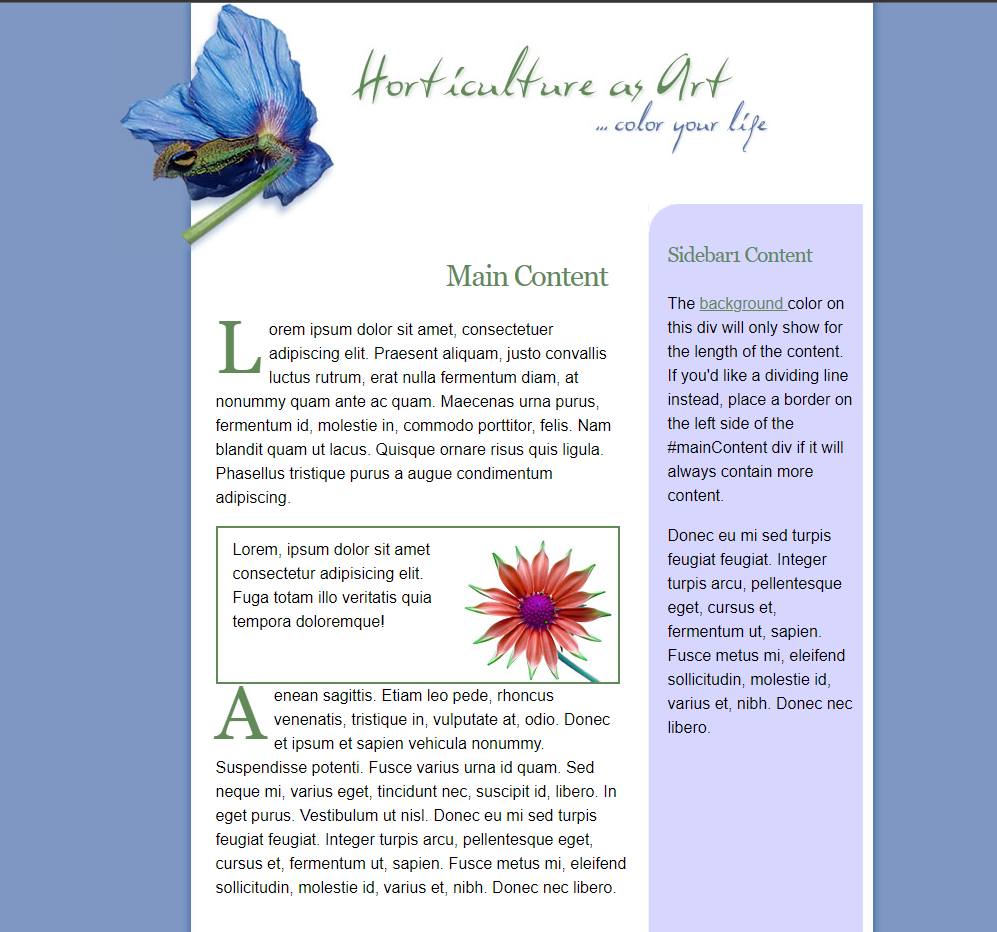 Horticulture as Art
... color your life
Main Content
Lorem ipsum dolor sit amet, consectetuer
adipiscing elit. Praesent aliquam, justo convallis
luctus rutrum, erat nulla fermentum diam, at
nonummy quam ante ac quam. Maecenas urna purus,
fermentum id, molestie in, commodo porttitor, felis. Nam
blandit quam ut lacus. Quisque ornare risus quis ligula.
Phasellus tristique purus a augue condimentum
adipiscing.
Lorem, ipsum dolor sit amet
consectetur adipisicing elit.
Fuga totam illo veritatis quia
tempora doloremque!
Aenean sagittis. Etiam leo pede, rhoncus
venenatis, tristique in, vulputate at, odio. Donec
et ipsum et sapien vehicula nonummy.
Suspendisse potenti. Fusce varius urna id quam. Sed
neque mi, varius eget, tincidunt nec, suscipit id, libero. In
eget purus. Vestibulum ut nisl. Donec eu mi sed turpis
feugiat feugiat. Integer turpis arcu, pellentesque eget,
cursus et, fermentum ut, sapien. Fusce metus mi, eleifend
sollicitudin, molestie id, varius et, nibh. Donec nec libero.
Sidebar1 Content
The background color on
this div will only show for
the length of the content.
If you'd like a dividing line
instead, place a border on
the left side of the
#mainContent div if it will
always contain more
content.
Donec eu mi sed turpis
feugiat feugiat. Integer
turpis arcu, pellentesque
eget, cursus et,
fermentum ut, sapien.
Fusce metus mi, eleifend
sollicitudin, molestie id,
varius et, nibh. Donec nec
libero.